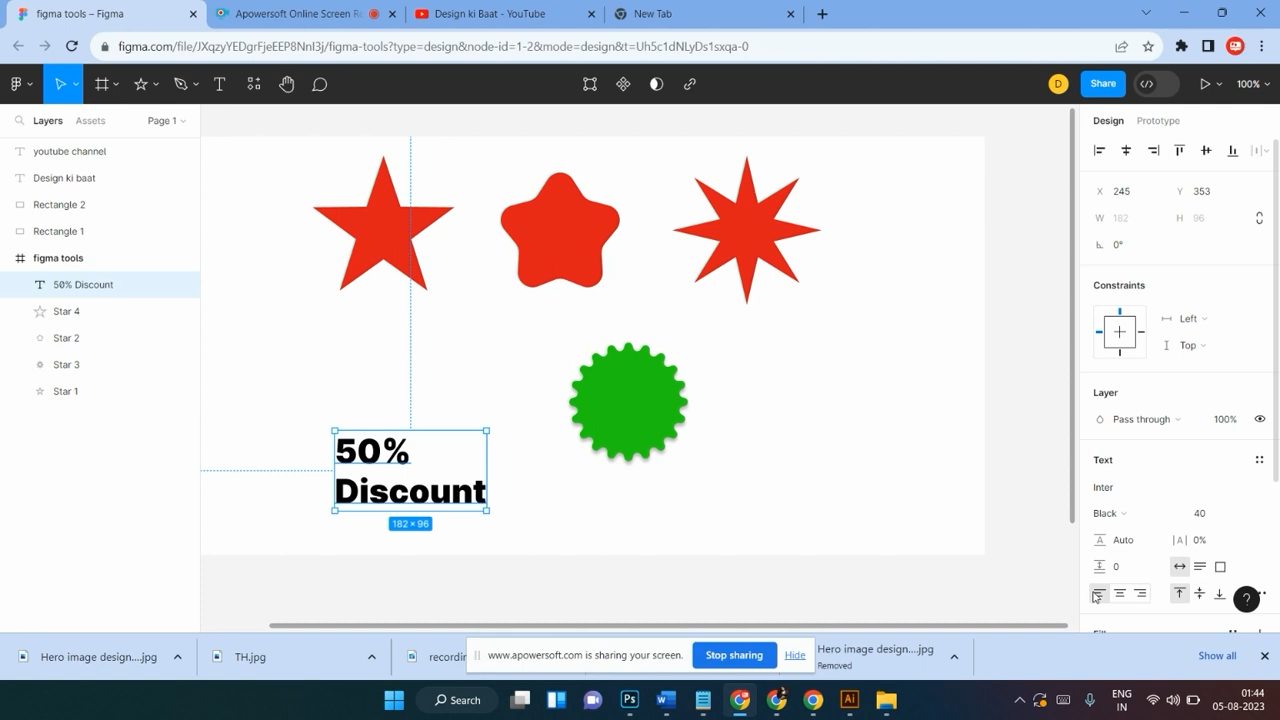 figma tools – Figma
Apowersoft Online Screen Re
Design ki Baat - YouTube
New Tab
figma.com/file/JXqzyYEDgrFjeEEP8NnI3j/figma-tools?type=design&node-id=1-2&mode=design&t=Uh5c1dNLyDs1sxqa-0
D
Share
100%
Layers
Assets
Page 1
Design
Prototype
youtube channel
Design ki baat
Rectangle 2
Rectangle 1
figma tools
50% Discount
Star 4
Star 2
Star 3
Star 1
50%
Discount
182 × 96
X 245 Y 353
W 182 H 96
0°
Constraints
Left
Top
Layer
Pass through 100%
Text
Inter
Black 40
Auto 0%
0
Hero image design....jpg
TH.jpg
recordin
www.apowersoft.com is sharing your screen.
Stop sharing
Hide
Hero image design....jpg
Removed
Show all
Search
Ps
Ai
ENG
IN
01:44
05-08-2023